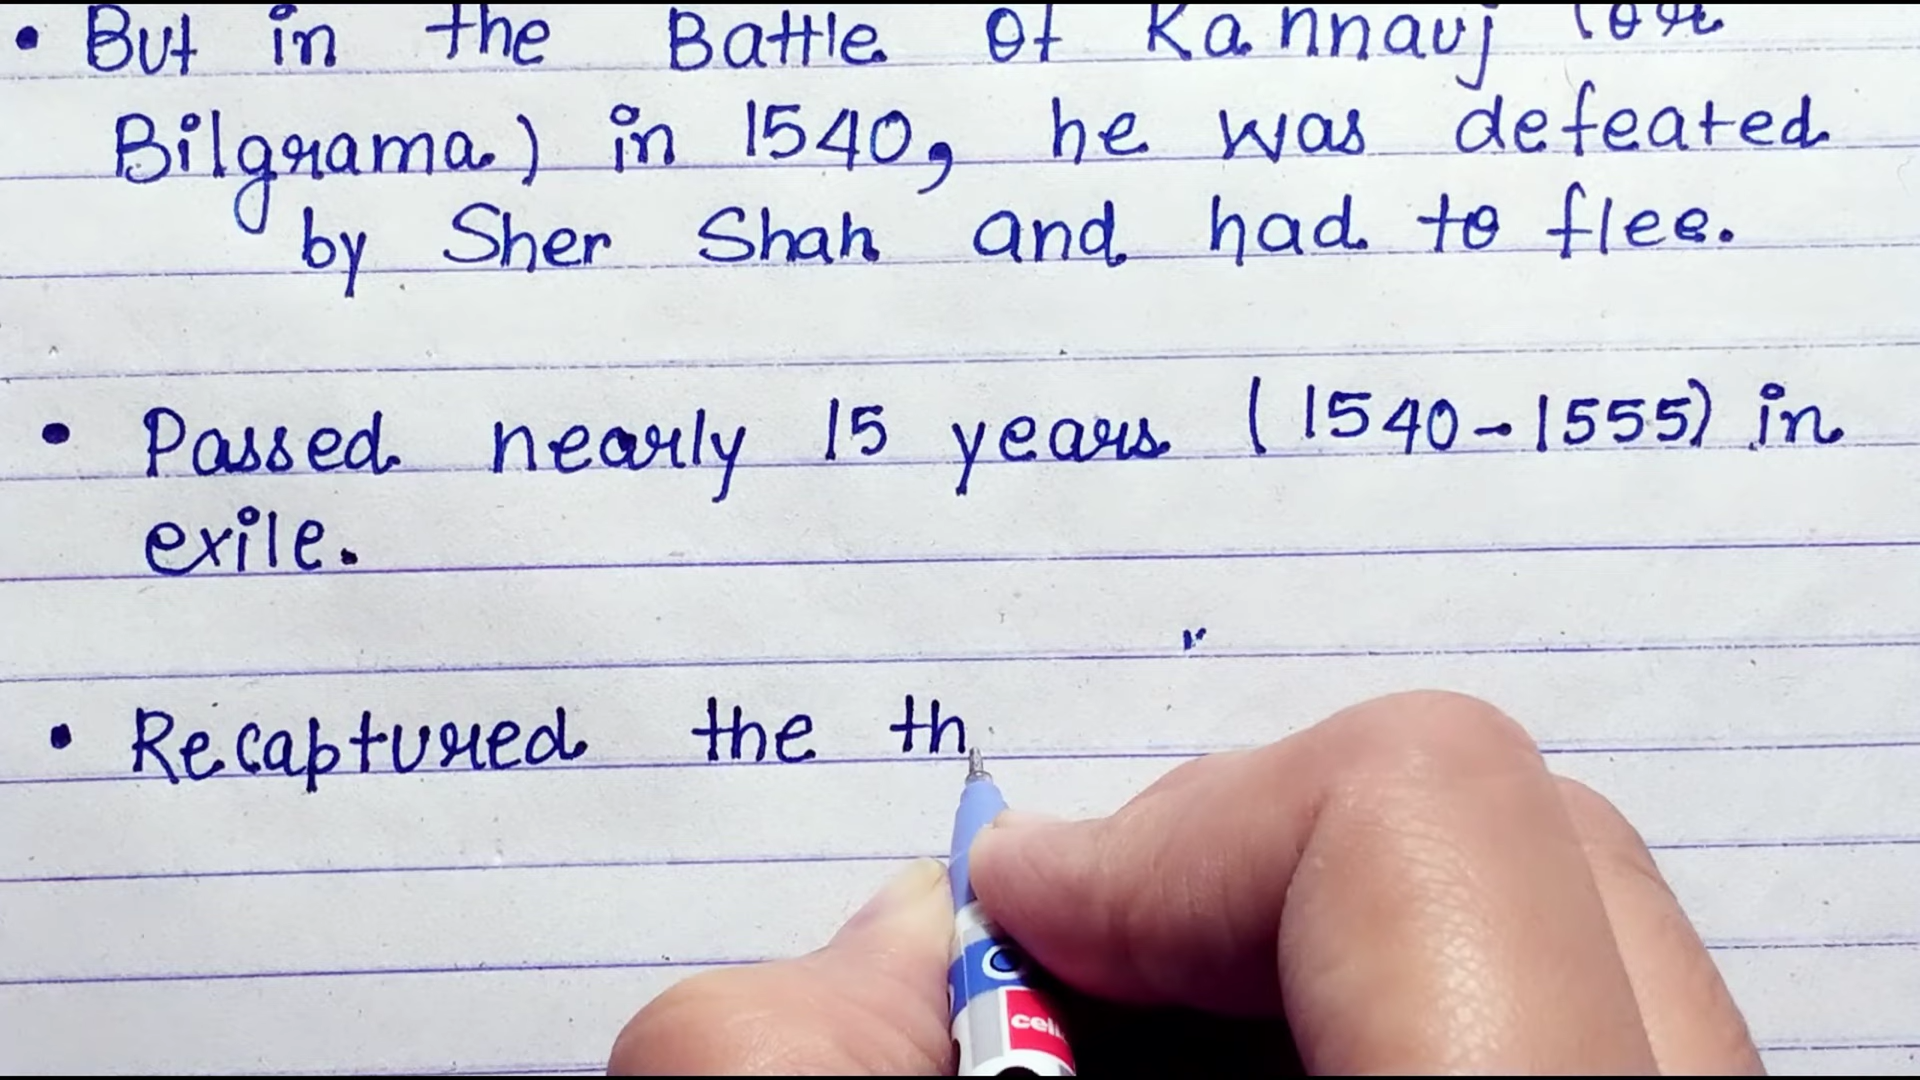 • But in the Battle of Kannauj (or
Bilgrama) in 1540, he was defeated
by Sher Shah and had to flee.
• Passed nearly 15 years (1540-1555) in
exile.
• Recaptured the th